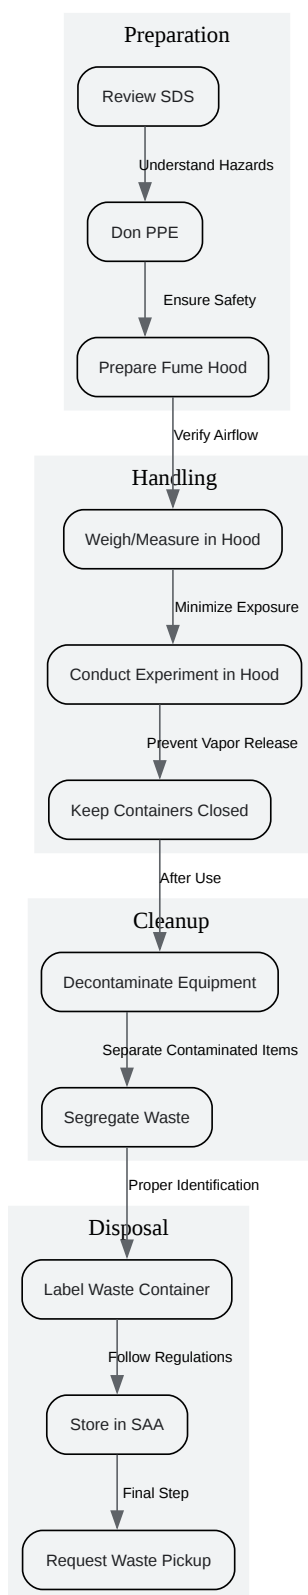 Preparation
Review SDS
Understand Hazards
Don PPE
Ensure Safety
Prepare Fume Hood
Verify Airflow
Handling
Weigh/Measure in Hood
Minimize Exposure
Conduct Experiment in Hood
Prevent Vapor Release
Keep Containers Closed
After Use
Cleanup
Decontaminate Equipment
Separate Contaminated Items
Segregate Waste
Proper Identification
Disposal
Label Waste Container
Follow Regulations
Store in SAA
Final Step
Request Waste Pickup